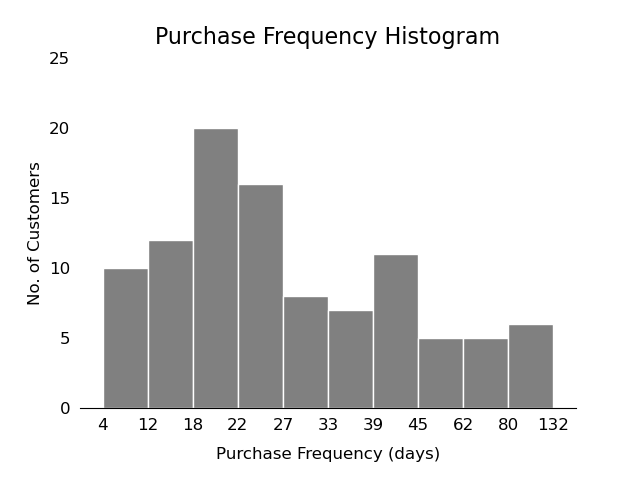 Purchase Frequency Histogram
25
20
15
10
5
0
No. of Customers
4 12 18 22 27 33 39 45 62 80 132
Purchase Frequency (days)